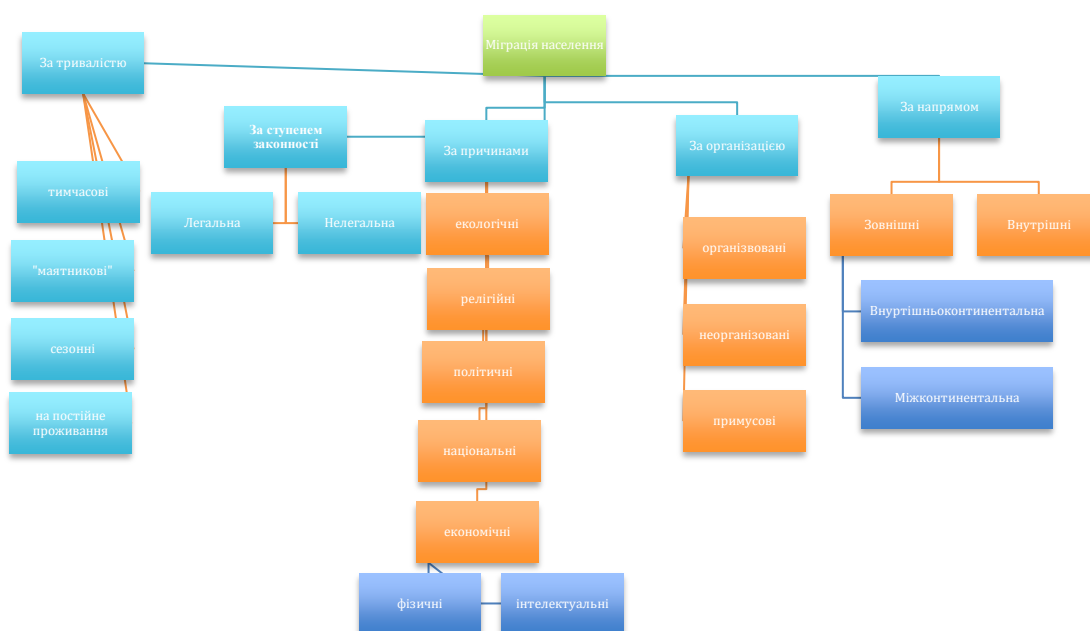 Міграція населення
За тривалістю
тимчасові
"маятникові"
сезонні
на постійне
проживання
За ступенем
законності
Легальна
Нелегальна
За причинами
екологічні
релігійні
політичні
національні
економічні
фізичні
інтелектуальні
За організацією
організвовані
неорганізовані
примусові
За напрямом
Зовнішні
Внутрішні
Внуртішньоконтинентальна
Міжконтинентальна